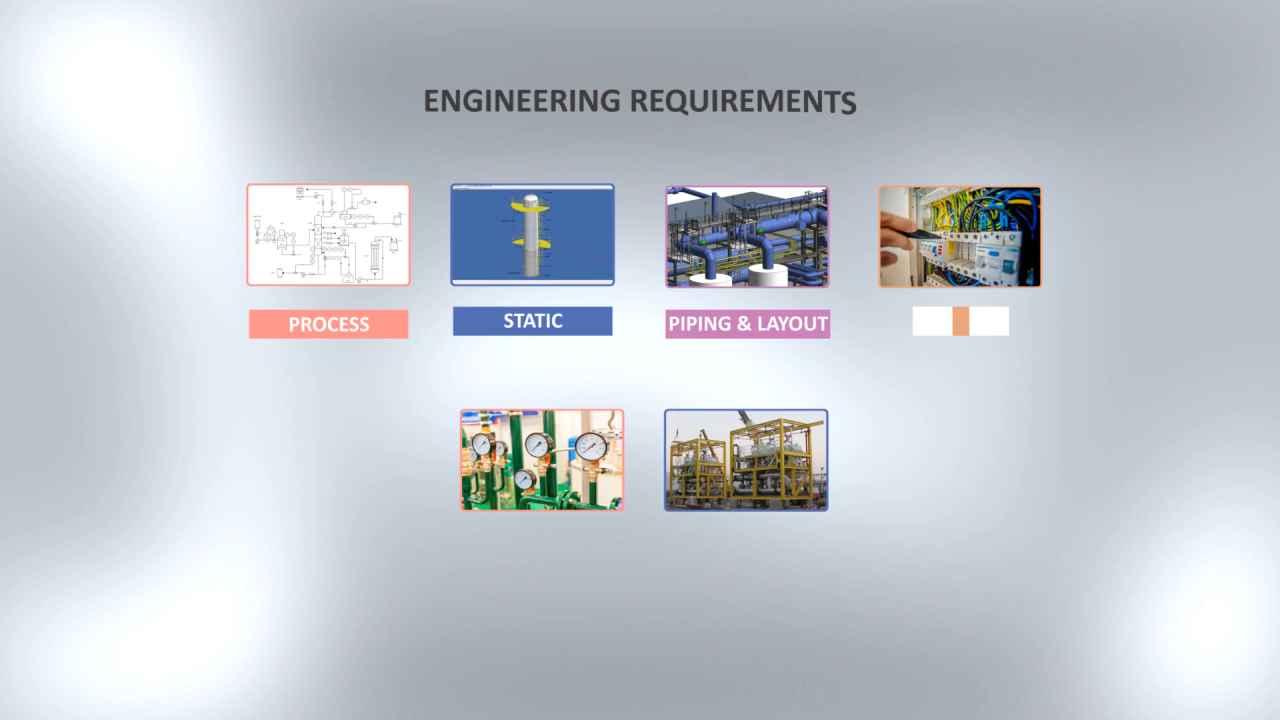 ENGINEERING REQUIREMENTS
PROCESS
STATIC
PIPING & LAYOUT